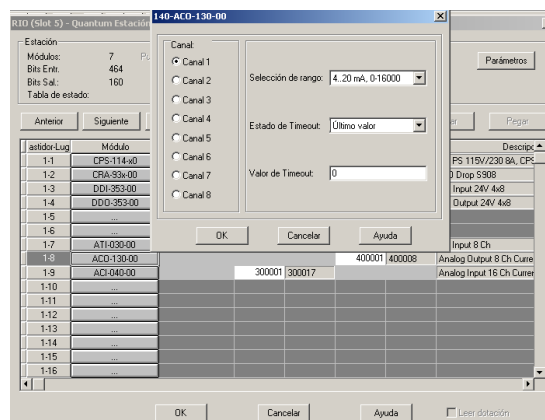 RIO (Slot 5) - Quantum Estación
Estación
Módulos: 7
Bits Entr. 464
Bits Sal.: 160
Tabla de estado:
Parámetros
Anterior Siguiente Pegar
Módulo
1-1 CPS-114-x0 PS 115V/230 8A, CPS
1-2 CRA-93x-00 Drop S908
1-3 DDI-353-00 Input 24V 4x8
1-4 DDO-353-00 Output 24V 4x8
1-5 ...
1-6 ...
1-7 ATI-030-00 Input 8 Ch
1-8 ACO-130-00 400001 400008 Analog Output 8 Ch Curre
1-9 ACI-040-00 300001 300017 Analog Input 16 Ch Curre
1-10 ...
1-11 ...
1-12 ...
1-13 ...
1-14 ...
1-15 ...
1-16 ...
OK Cancelar Ayuda Leer dotación
140-ACO-130-00
Canal:
Canal 1
Canal 2
Canal 3
Canal 4
Canal 5
Canal 6
Canal 7
Canal 8
Selección de rango: 4..20 mA, 0-16000
Estado de Timeout: Último valor
Valor de Timeout: 0
OK Cancelar Ayuda